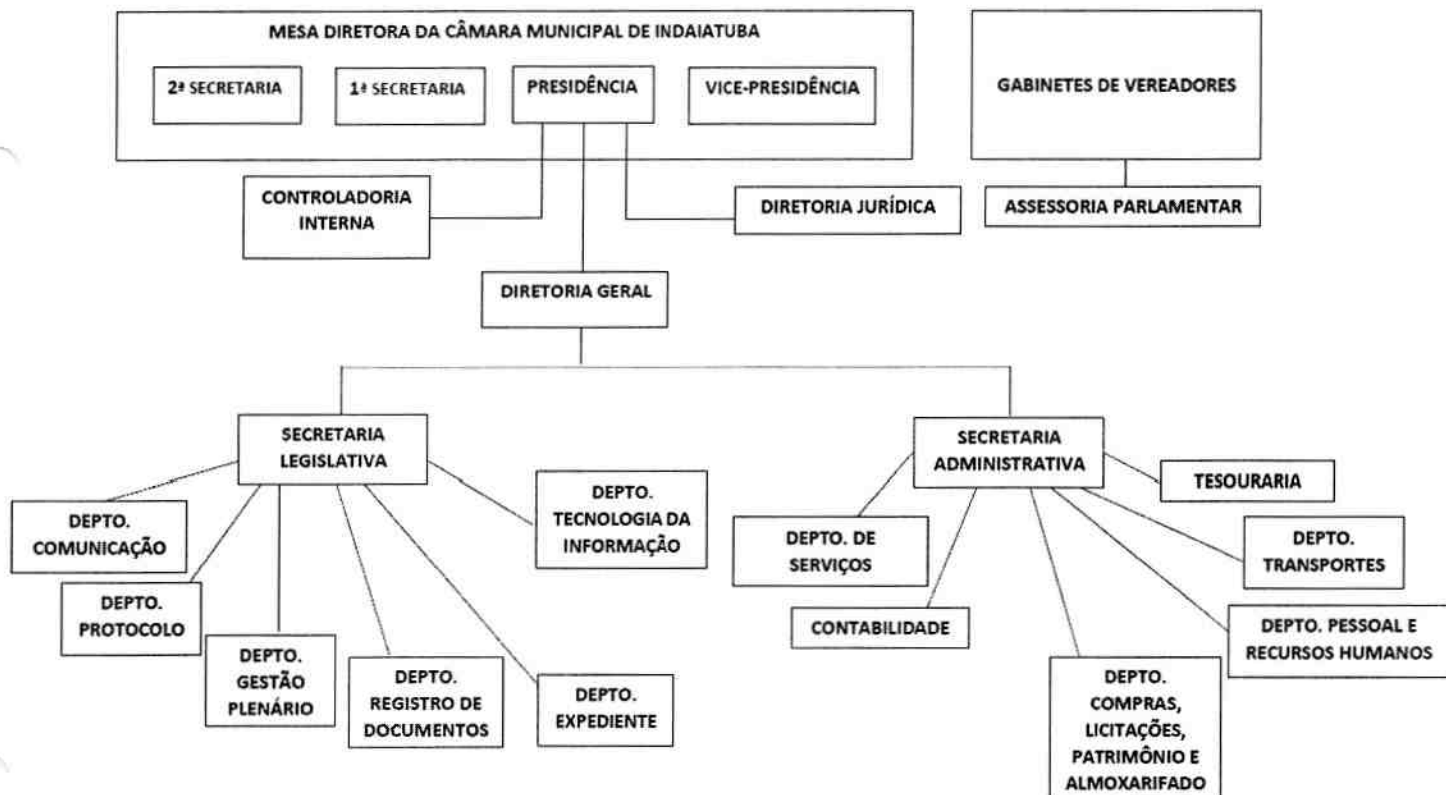 MESA DIRETORA DA CÂMARA MUNICIPAL DE INDAIATUBA
2ª SECRETARIA
1ª SECRETARIA
PRESIDÊNCIA
VICE-PRESIDÊNCIA
GABINETES DE VEREADORES
CONTROLADORIA
INTERNA
DIRETORIA JURÍDICA
ASSESSORIA PARLAMENTAR
DIRETORIA GERAL
SECRETARIA
LEGISLATIVA
DEPTO.
COMUNICAÇÃO
DEPTO.
PROTOCOLO
DEPTO.
GESTÃO
PLENÁRIO
DEPTO.
REGISTRO DE
DOCUMENTOS
DEPTO.
EXPEDIENTE
DEPTO.
TECNOLOGIA DA
INFORMAÇÃO
SECRETARIA
ADMINISTRATIVA
DEPTO. DE
SERVIÇOS
CONTABILIDADE
DEPTO.
COMPRAS,
LICITAÇÕES,
PATRIMÔNIO E
ALMOXARIFADO
DEPTO. PESSOAL E
RECURSOS HUMANOS
DEPTO.
TRANSPORTES
TESOURARIA